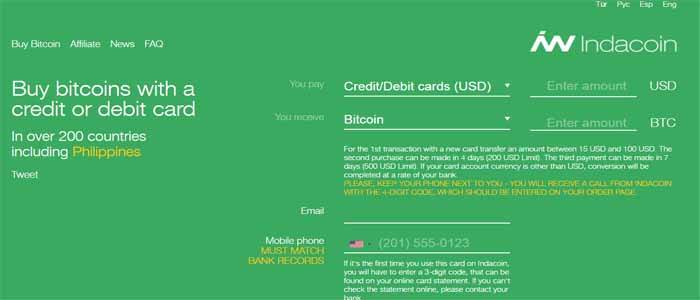 Tür Рус Esp Eng
Buy Bitcoin Affiliate News FAQ
Indacoin
Buy bitcoins with a
credit or debit card
In over 200 countries
including Philippines
Tweet
You pay
Credit/Debit cards (USD)
Enter amount USD
You receive
Bitcoin
Enter amount BTC
For the 1st transaction with a new card transfer an amount between 15 USD and 100 USD. The
second purchase can be made in 4 days (200 USD Limit). The third payment can be made in 7
days (500 USD Limit). If your card account currency is other than USD, conversion will be
completed at a rate of your bank.
PLEASE, KEEP YOUR PHONE NEXT TO YOU - YOU WILL RECEIVE A CALL FROM INDACOIN
WITH THE 4-DIGIT CODE, WHICH SHOULD BE ENTERED ON YOUR ORDER PAGE.
Email
Mobile phone
MUST MATCH
BANK RECORDS
(201) 555-0123
If it's the first time you use this card on Indacoin,
you will have to enter a 3-digit code, that can be
found on your online card statement. If you can't
check the statement online, please contact your
bank.